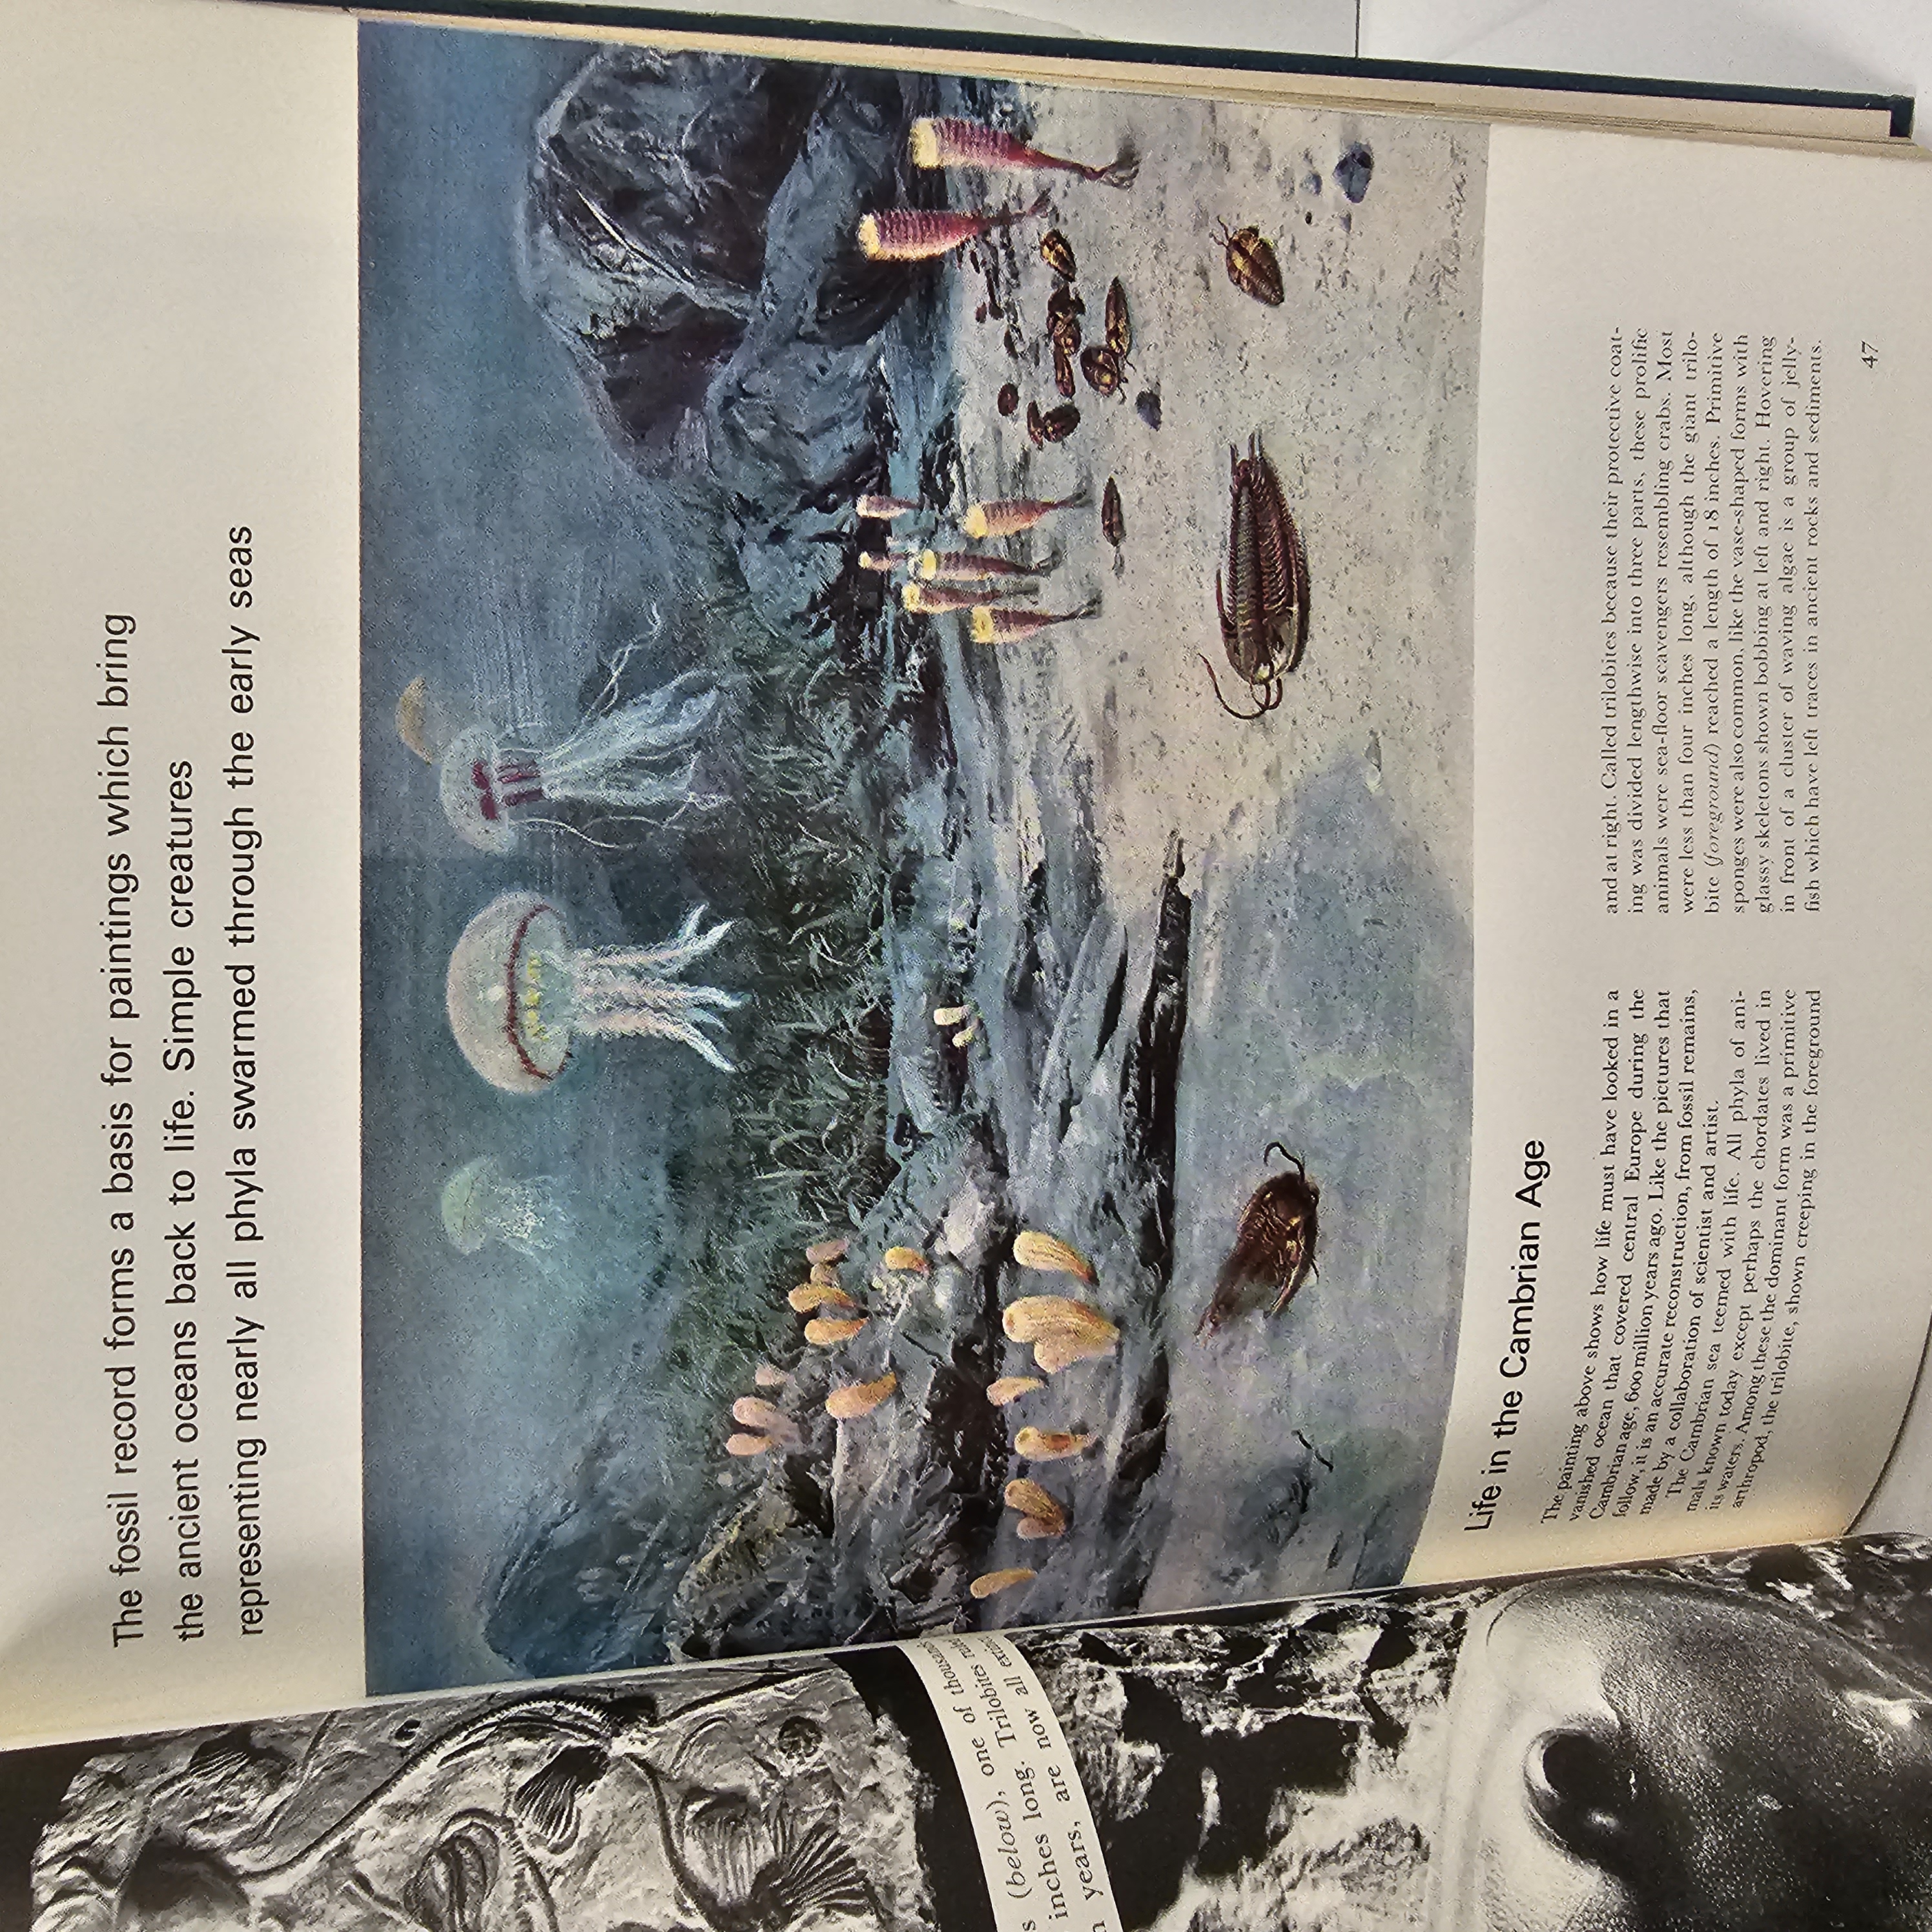 The fossil record forms a basis for paintings which bring
the ancient oceans back to life. Simple creatures
representing nearly all phyla swarmed through the early seas
s (below), one of thousands
inches long. Trilobites ruled
years, are now all extinct
Life in the Cambrian Age
The painting above shows how life must have looked in a
vanished ocean that covered central Europe during the
Cambrian age, 600 million years ago. Like the pictures that
follow, it is an accurate reconstruction, from fossil remains,
made by a collaboration of scientist and artist.
The Cambrian sea teemed with life. All phyla of ani-
mals known today except perhaps the chordates lived in
its waters. Among these the dominant form was a primitive
arthropod, the trilobite, shown creeping in the foreground
and at right. Called trilobites because their protective coat-
ing was divided lengthwise into three parts, these prolific
animals were sea-floor scavengers resembling crabs. Most
were less than four inches long, although the giant trilo-
bite (foreground) reached a length of 18 inches. Primitive
sponges were also common, like the vase-shaped forms with
glassy skeletons shown bobbing at left and right. Hovering
in front of a cluster of waving algae is a group of jelly-
fish which have left traces in ancient rocks and sediments.
47